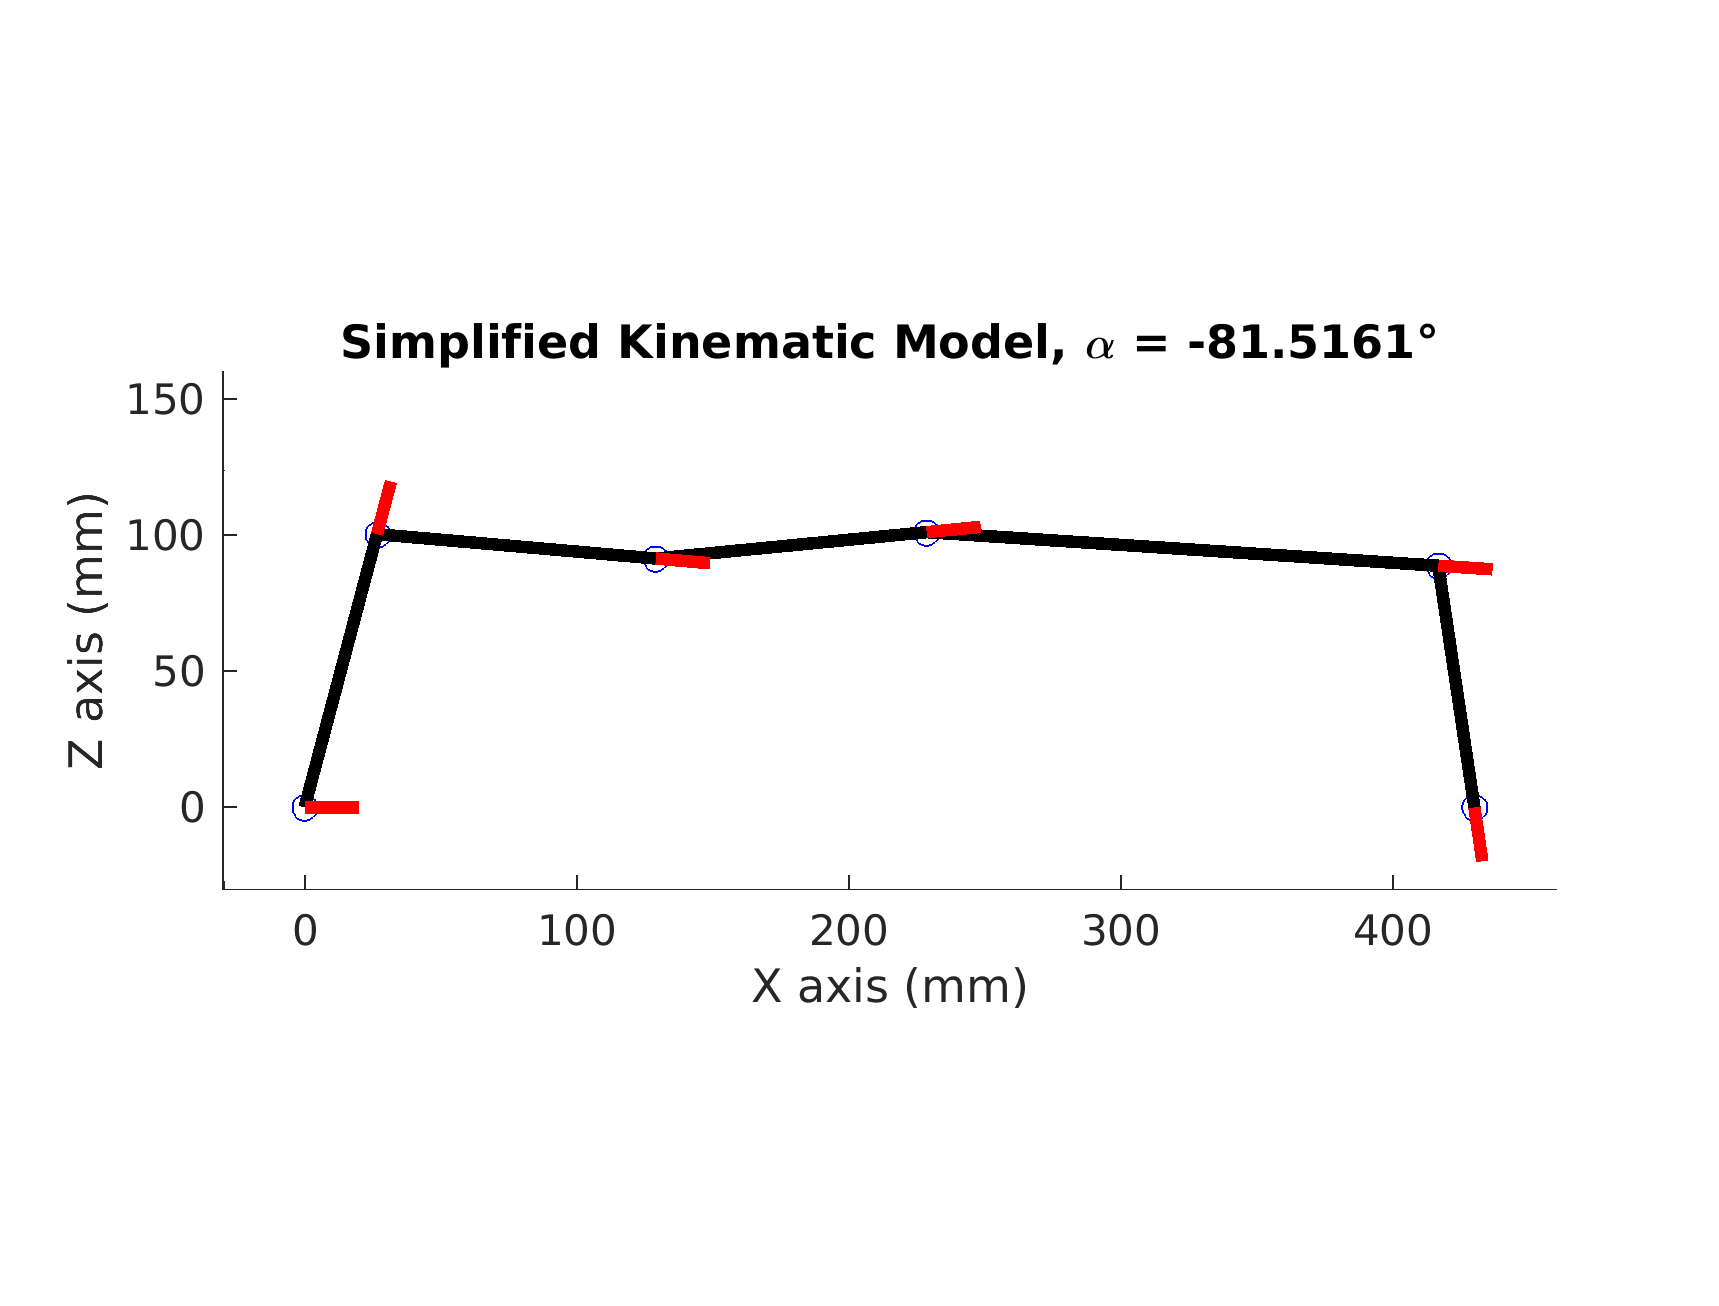 Simplified Kinematic Model, α = -81.5161°
150
100
50
0
Z axis (mm)
0 100 200 300 400
X axis (mm)